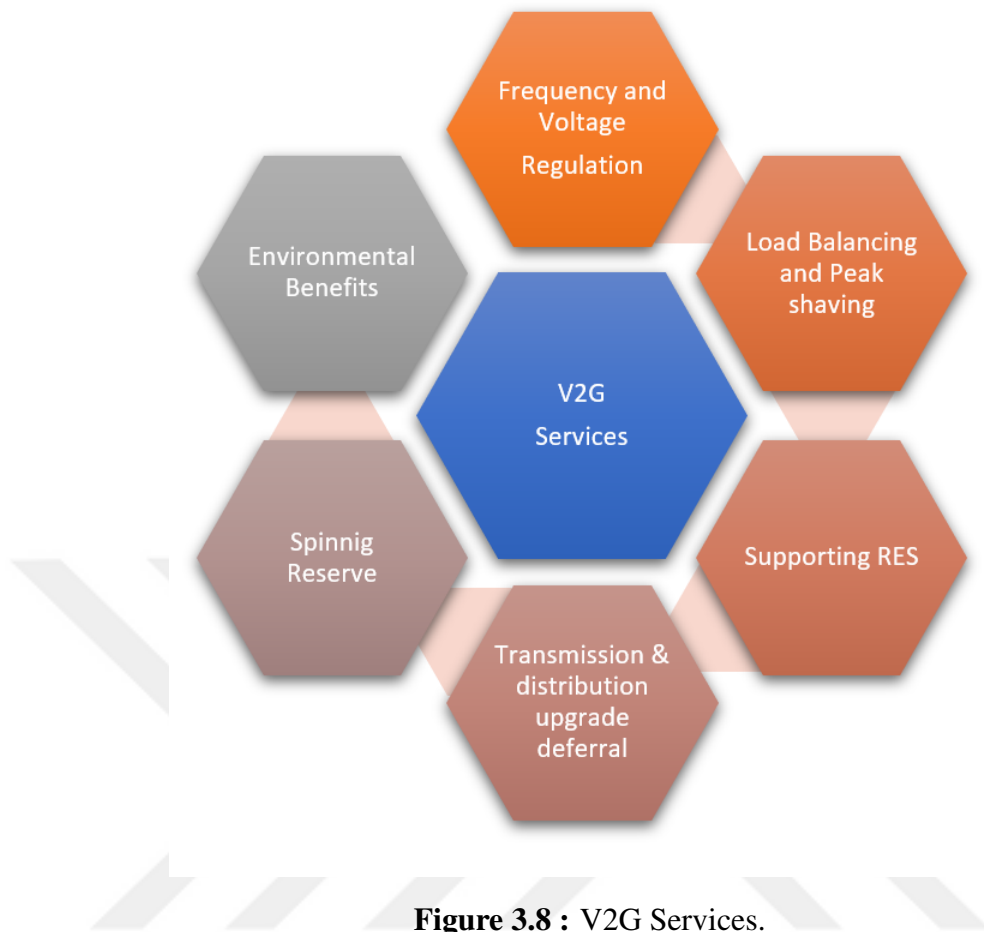 Frequency and
Voltage
Regulation
Load Balancing
and Peak
shaving
Supporting RES
Transmission &
distribution
upgrade
deferral
Spinnig
Reserve
Environmental
Benefits
V2G
Services
Figure 3.8 : V2G Services.